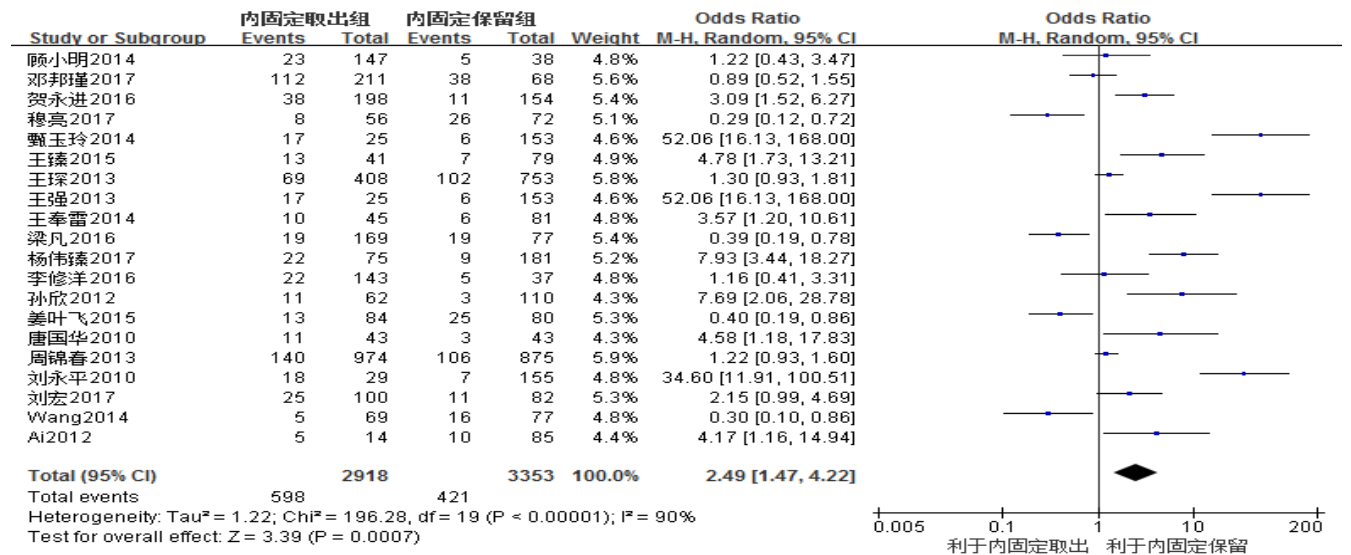 内固定取出组 内固定保留组 Odds Ratio Odds Ratio
Study or Subgroup Events Total Events Total Weight M-H, Random, 95% CI M-H, Random, 95% CI
顾小明2014 23 147 5 38 4.8% 1.22 [0.43, 3.47]
邓邦瑾2017 112 211 38 68 5.6% 0.89 [0.52, 1.55]
贺永进2016 38 198 11 154 5.4% 3.09 [1.52, 6.27]
穆亮2017 8 56 26 72 5.1% 0.29 [0.12, 0.72]
甄玉玲2014 17 25 6 153 4.6% 52.06 [16.13, 168.00]
王臻2015 13 41 7 79 4.9% 4.78 [1.73, 13.21]
王琛2013 69 408 102 753 5.8% 1.30 [0.93, 1.81]
王强2013 17 25 6 153 4.6% 52.06 [16.13, 168.00]
王奉雷2014 10 45 6 81 4.8% 3.57 [1.20, 10.61]
梁凡2016 19 169 19 77 5.4% 0.39 [0.19, 0.78]
杨伟臻2017 22 75 9 181 5.2% 7.93 [3.44, 18.27]
李修洋2016 22 143 5 37 4.8% 1.16 [0.41, 3.31]
孙欣2012 11 62 3 110 4.3% 7.69 [2.06, 28.78]
姜叶飞2015 13 84 25 80 5.3% 0.40 [0.19, 0.86]
唐国华2010 11 43 3 43 4.3% 4.58 [1.18, 17.83]
周锦春2013 140 974 106 875 5.9% 1.22 [0.93, 1.60]
刘永平2010 18 29 7 155 4.8% 34.60 [11.91, 100.51]
刘宏2017 25 100 11 82 5.3% 2.15 [0.99, 4.69]
Wang2014 5 69 16 77 4.8% 0.30 [0.10, 0.86]
Ai2012 5 14 10 85 4.4% 4.17 [1.16, 14.94]
Total (95% CI) 2918 3353 100.0% 2.49 [1.47, 4.22]
Total events 598 421
Heterogeneity: Tau² = 1.22; Chi² = 196.28, df = 19 (P < 0.00001); I² = 90%
Test for overall effect: Z = 3.39 (P = 0.0007)
0.005 0.1 1 10 200
利于内固定取出 利于内固定保留